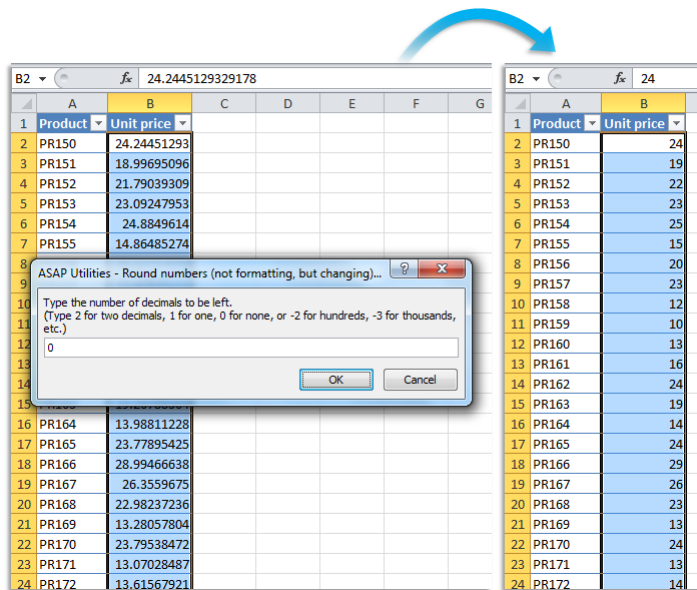 B2 fx 24.2445129329178
A B C D E F G
1 Product Unit price
2 PR150 24.24451293
3 PR151 18.99695096
4 PR152 21.79039309
5 PR153 23.09247953
6 PR154 24.8849614
7 PR155 14.86485274
8
9
10
11
12
13
14
15
16 PR164 13.98811228
17 PR165 23.77895425
18 PR166 28.99466638
19 PR167 26.3559675
20 PR168 22.98237236
21 PR169 13.28057804
22 PR170 23.79538472
23 PR171 13.07028487
24 PR172 13.61567921
ASAP Utilities - Round numbers (not formatting, but changing)...
Type the number of decimals to be left.
(Type 2 for two decimals, 1 for one, 0 for none, or -2 for hundreds, -3 for thousands,
etc.)
0
OK Cancel
B2 fx 24
A B
1 Product Unit price
2 PR150 24
3 PR151 19
4 PR152 22
5 PR153 23
6 PR154 25
7 PR155 15
8 PR156 20
9 PR157 23
10 PR158 12
11 PR159 10
12 PR160 13
13 PR161 16
14 PR162 24
15 PR163 19
16 PR164 14
17 PR165 24
18 PR166 29
19 PR167 26
20 PR168 23
21 PR169 13
22 PR170 24
23 PR171 13
24 PR172 14